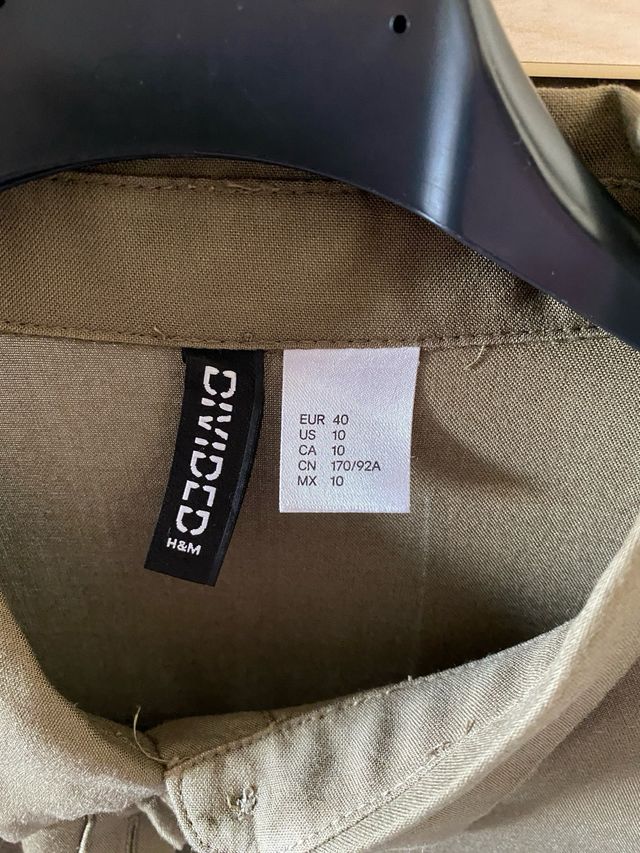 DIVIDED
H&M
EUR 40
US 10
CA 10
CN 170/92A
MX 10